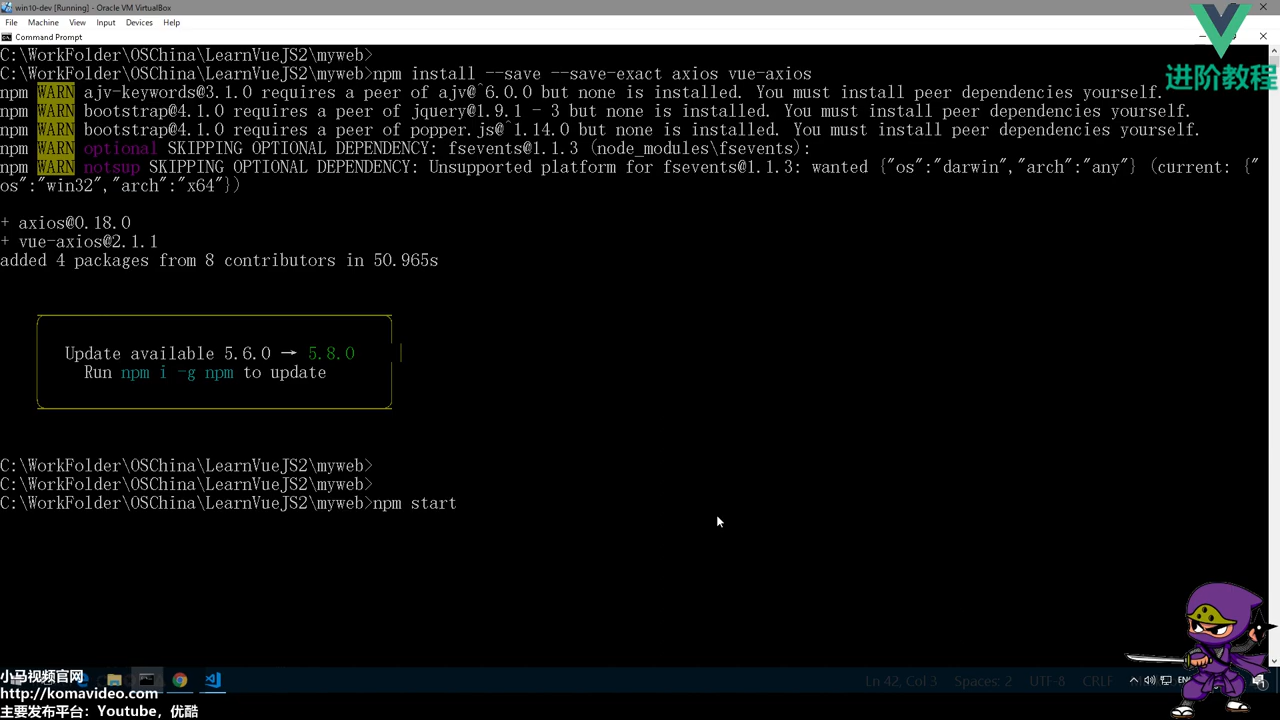 win10-dev [Running] - Oracle VM VirtualBox
File Machine View Input Devices Help
Command Prompt
进阶教程
C:\WorkFolder\OSChina\LearnVueJS2\myweb>
C:\WorkFolder\OSChina\LearnVueJS2\myweb>npm install --save --save-exact axios vue-axios
npm WARN ajv-keywords@3.1.0 requires a peer of ajv@^6.0.0 but none is installed. You must install peer dependencies yourself.
npm WARN bootstrap@4.1.0 requires a peer of jquery@1.9.1 - 3 but none is installed. You must install peer dependencies yourself.
npm WARN bootstrap@4.1.0 requires a peer of popper.js@^1.14.0 but none is installed. You must install peer dependencies yourself.
npm WARN optional SKIPPING OPTIONAL DEPENDENCY: fsevents@1.1.3 (node_modules\fsevents):
npm WARN notsup SKIPPING OPTIONAL DEPENDENCY: Unsupported platform for fsevents@1.1.3: wanted {"os":"darwin","arch":"any"} (current: {"
os":"win32","arch":"x64"})
+ axios@0.18.0
+ vue-axios@2.1.1
added 4 packages from 8 contributors in 50.965s
Update available 5.6.0 → 5.8.0
Run npm i -g npm to update
C:\WorkFolder\OSChina\LearnVueJS2\myweb>
C:\WorkFolder\OSChina\LearnVueJS2\myweb>
C:\WorkFolder\OSChina\LearnVueJS2\myweb>npm start
小马视频官网
http://komavideo.com
主要发布平台：Youtube，优酷
Ln 42, Col 3 Spaces: 2 UTF-8 CRLF